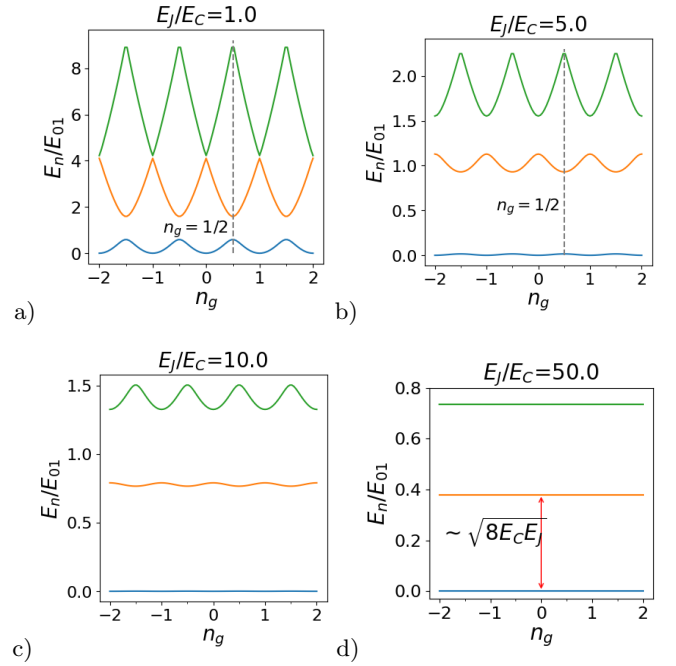 E_J/E_C=1.0
E_n/E_01
8
6
4
2
0
n_g = 1/2
−2 −1 0 1 2
n_g
a)
E_J/E_C=5.0
E_n/E_01
2.0
1.5
1.0
0.5
0.0
n_g = 1/2
−2 −1 0 1 2
n_g
b)
E_J/E_C=10.0
E_n/E_01
1.5
1.0
0.5
0.0
−2 −1 0 1 2
n_g
c)
E_J/E_C=50.0
E_n/E_01
0.8
0.6
0.4
0.2
0.0
∼ √8E_CE_J
−2 −1 0 1 2
n_g
d)